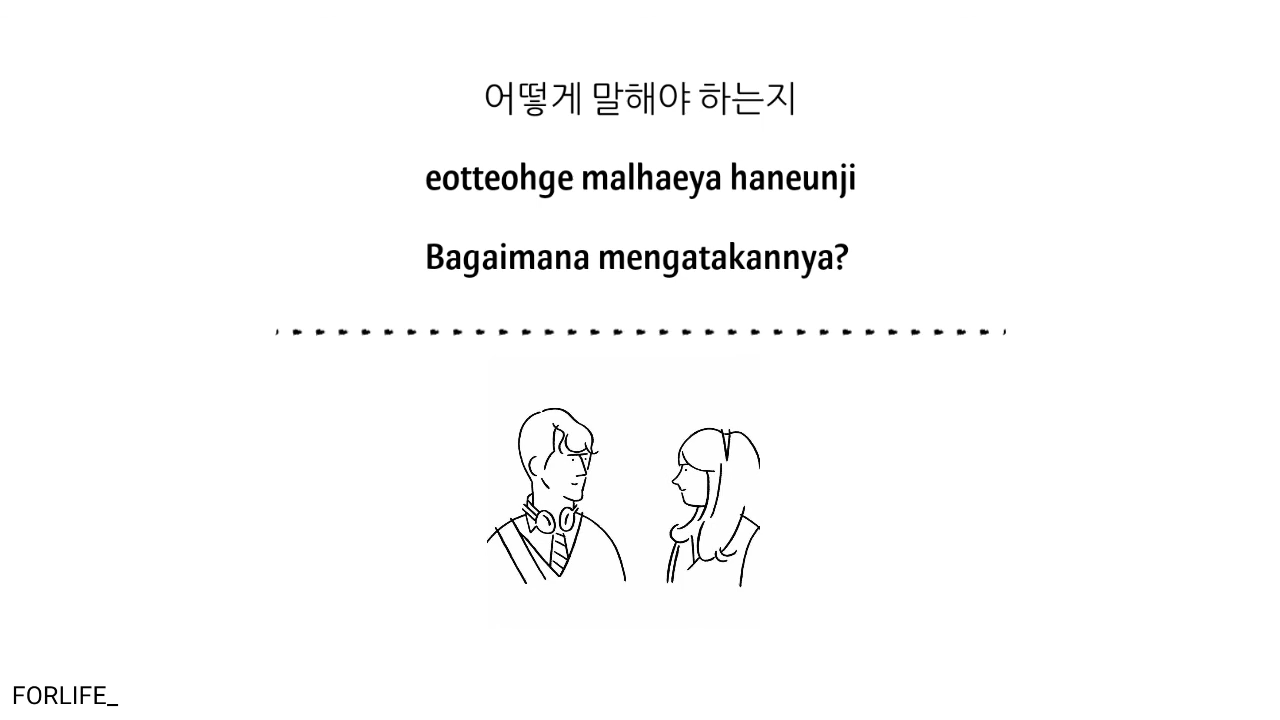 어떻게 말해야 하는지
eotteohge malhaeya haneunji
Bagaimana mengatakannya?
FORLIFE_